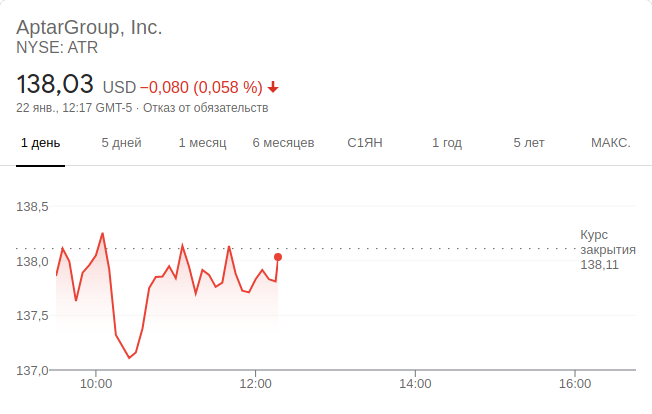 AptarGroup, Inc.
NYSE: ATR
138,03 USD −0,080 (0,058 %)
22 янв., 12:17 GMT-5 · Отказ от обязательств
1 день 5 дней 1 месяц 6 месяцев С1ЯН 1 год 5 лет МАКС.
138,5
Курс
закрытия
138,11
138,0
137,5
137,0
10:00 12:00 14:00 16:00